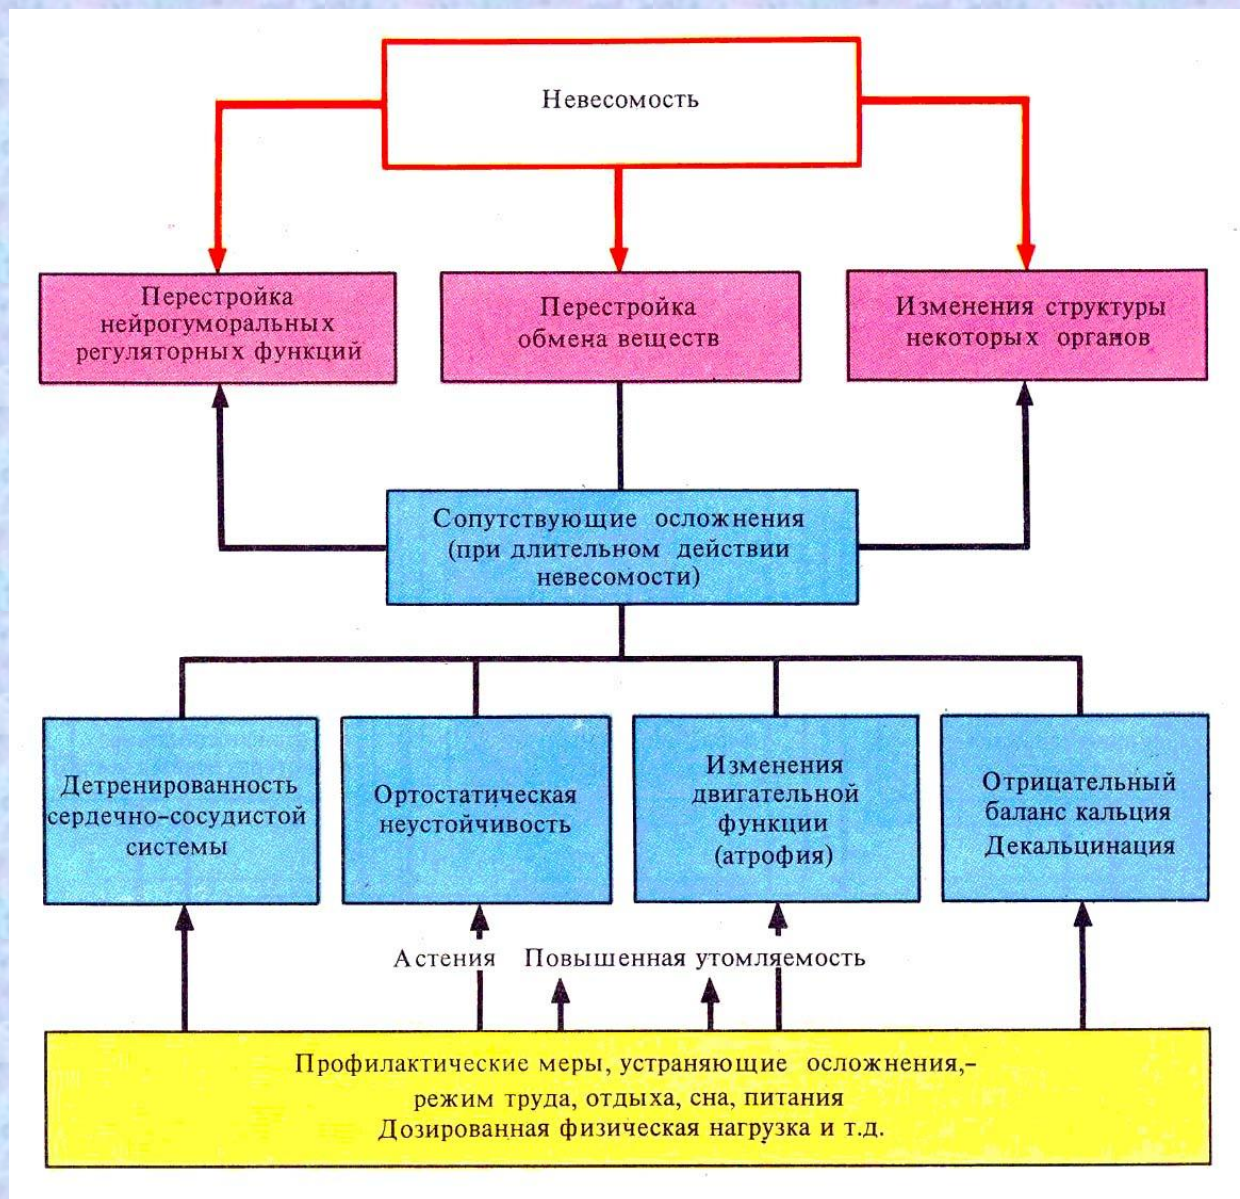 Невесомость
Перестройка
нейрогуморальных
регуляторных функций
Перестройка
обмена веществ
Изменения структуры
некоторых органов
Сопутствующие осложнения
(при длительном действии
невесомости)
Детренированность
сердечно-сосудистой
системы
Ортостатическая
неустойчивость
Изменения
двигательной
функции
(атрофия)
Отрицательный
баланс кальция
Декальцинация
Астения Повышенная утомляемость
Профилактические меры, устраняющие осложнения,-
режим труда, отдыха, сна, питания
Дозированная физическая нагрузка и т.д.